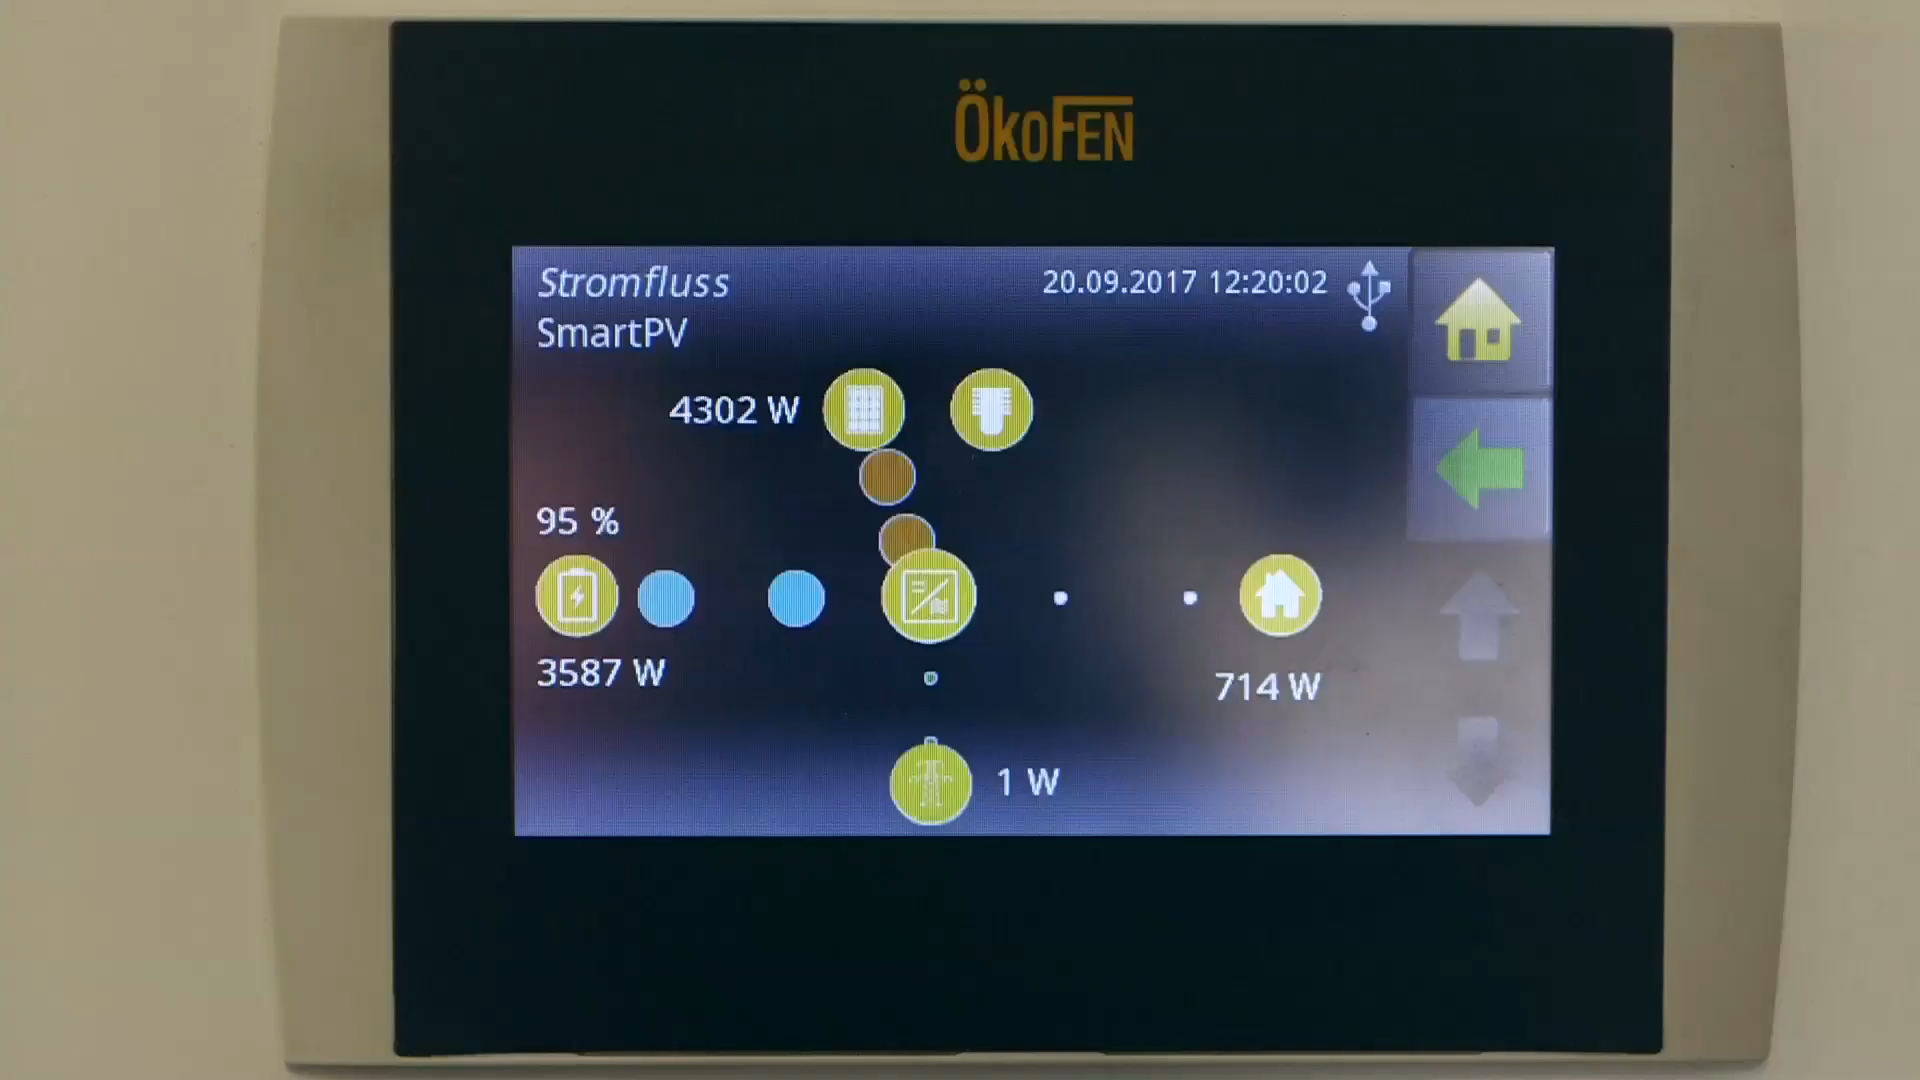 ÖkoFEN
Stromfluss
20.09.2017 12:20:02
SmartPV
4302 W
95 %
3587 W
714 W
1 W